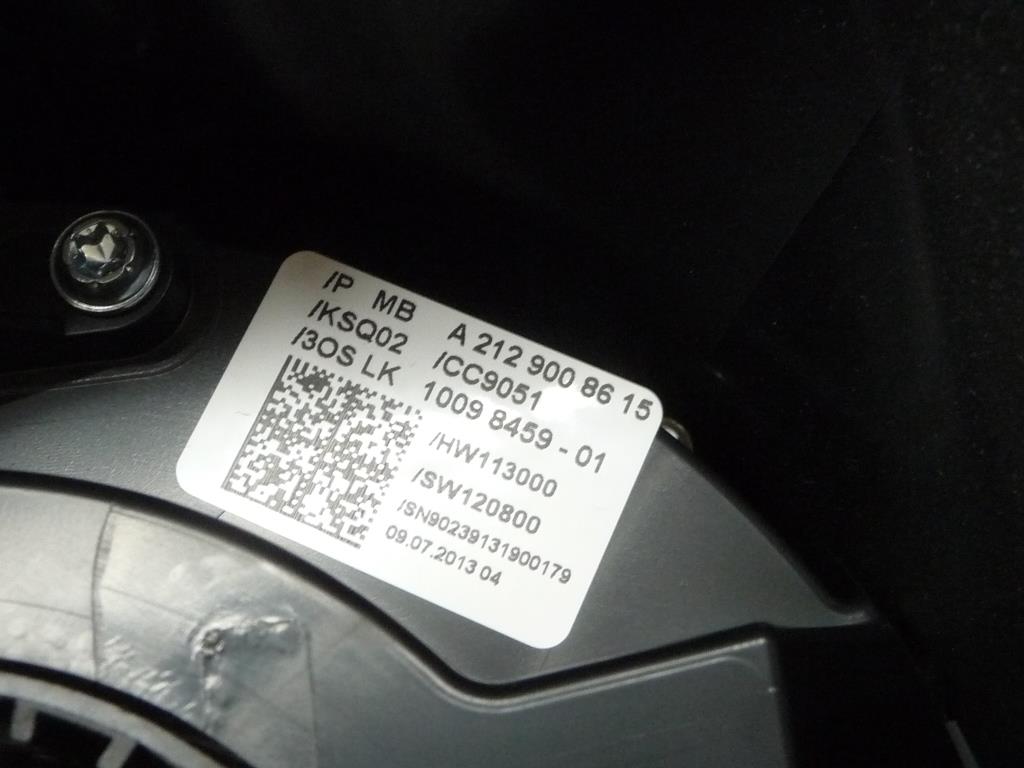 /P MB A 212 900 86 15
/KSQ02 /CC9051
/3OS LK 1009 8459 - 01
/HW113000
/SW120800
/SN90239131900179
09.07.2013 04